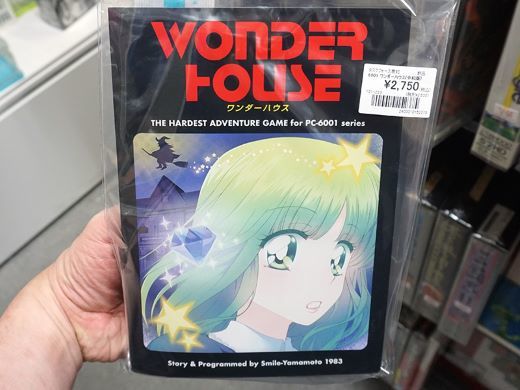 WONDER
HOUSE
ワンダーハウス
THE HARDEST ADVENTURE GAME for PC-6001 series
¥2,750
Story & Programmed by Smile-Yamamoto 1983